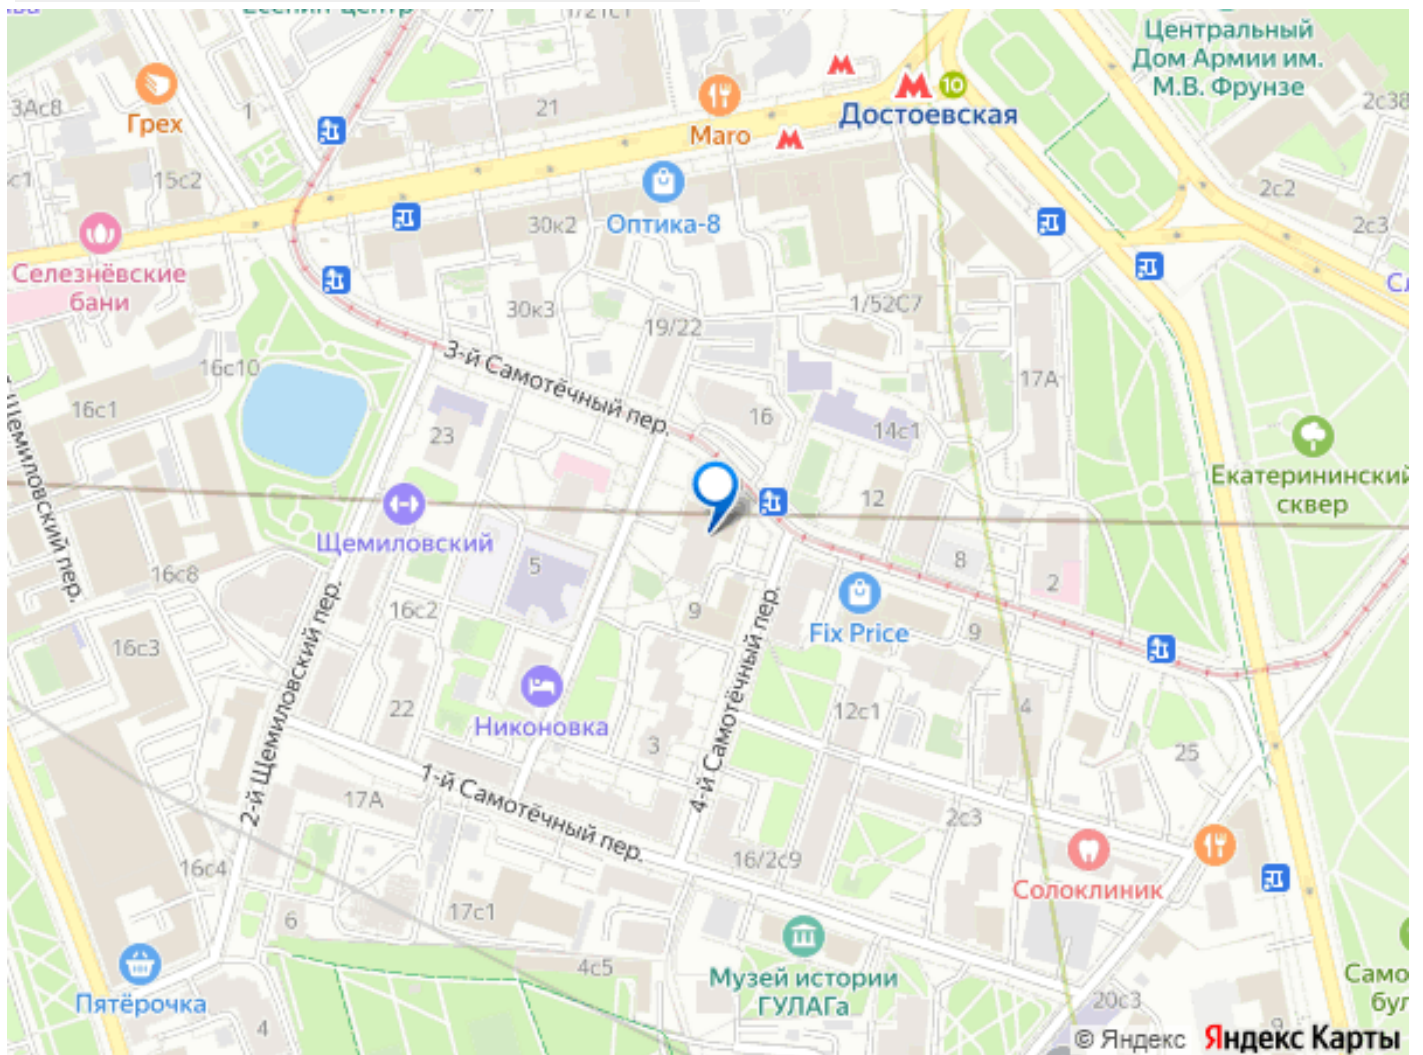 1/21с1
Центральный
Дом Армии им.
М.В. Фрунзе
3Ас8
1
Грех
21
Maro
10
Достоевская
2с38
15с2
2с2
30к2
Оптика-8
2с3
Селезнёвские
бани
30к3
19/22
1/52С7
16с10
3-й Самотёчный пер.
17А
16с1
23
16
14с1
Екатерининский
сквер
12
Щемиловский
5
8
2
16с8
16с2
9
Fix Price
9
16с3
2-й Щемиловский пер.
4-й Самотёчный пер.
Никоновка
22
12с1
4
3
25
1-й Самотёчный пер.
17А
2с3
16с4
16/2с9
Солоклиник
17с1
6
4с5
Музей истории
ГУЛАГа
Пятёрочка
4
20с3
9
© Яндекс Яндекс Карты